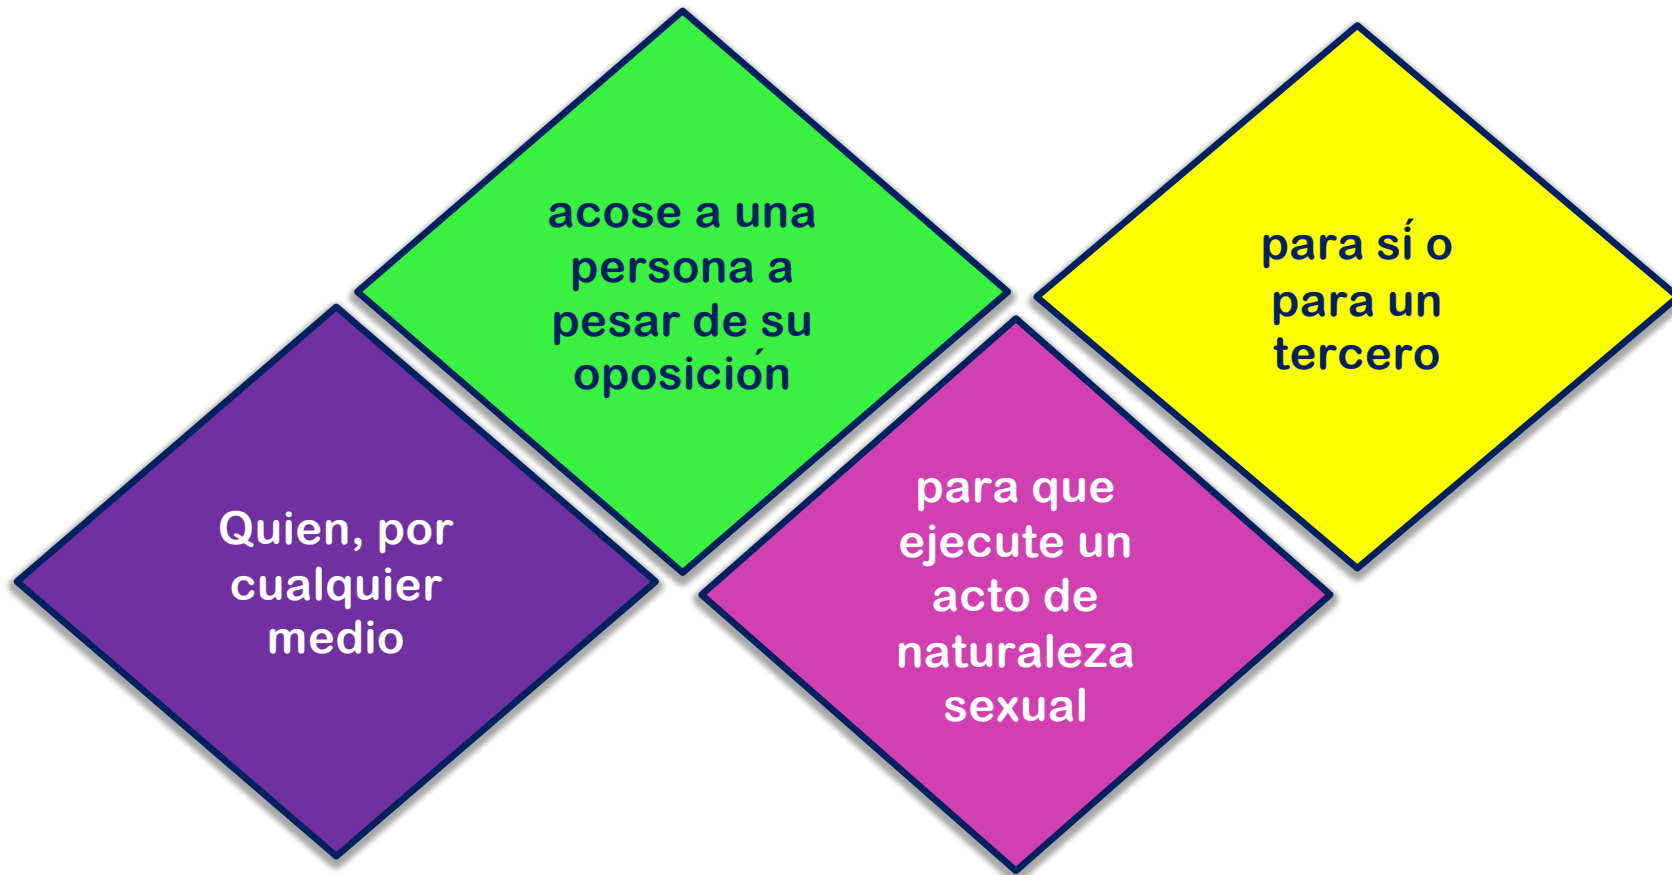 Quien, por
cualquier
medio
acose a una
persona a
pesar de su
oposición
para que
ejecute un
acto de
naturaleza
sexual
para sí o
para un
tercero